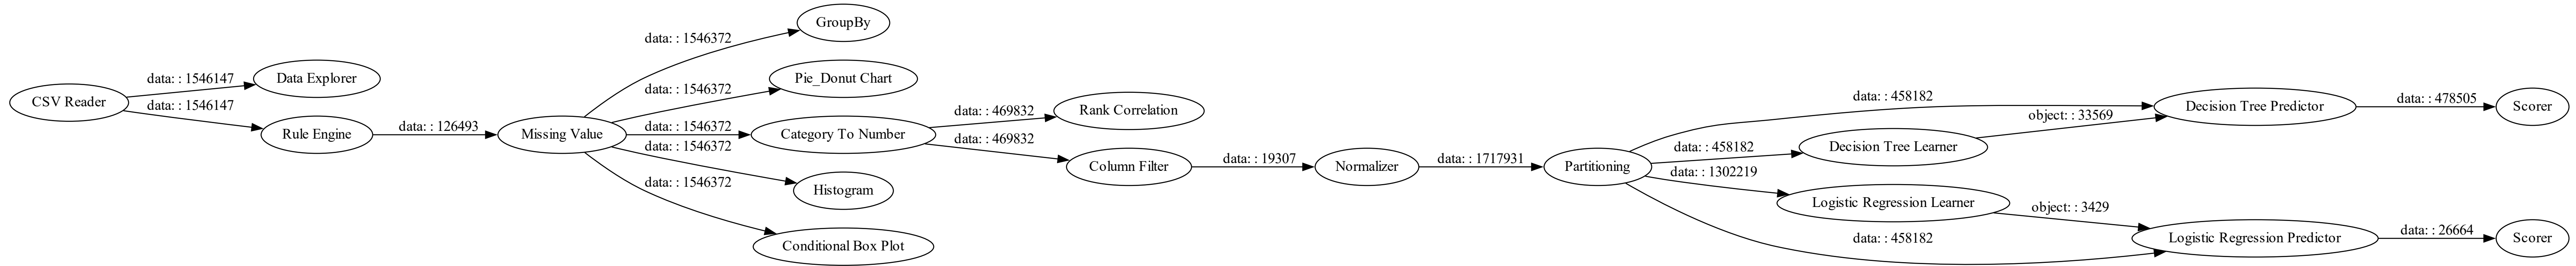 CSV Reader
data: : 1546147
data: : 1546147
Data Explorer
Rule Engine
data: : 126493
Missing Value
data: : 1546372
data: : 1546372
data: : 1546372
data: : 1546372
data: : 1546372
GroupBy
Pie_Donut Chart
Category To Number
Histogram
Conditional Box Plot
data: : 469832
data: : 469832
Rank Correlation
Column Filter
data: : 19307
Normalizer
data: : 1717931
Partitioning
data: : 458182
data: : 458182
data: : 1302219
data: : 458182
Decision Tree Learner
Logistic Regression Learner
object: : 33569
object: : 3429
Decision Tree Predictor
Logistic Regression Predictor
data: : 478505
data: : 26664
Scorer
Scorer